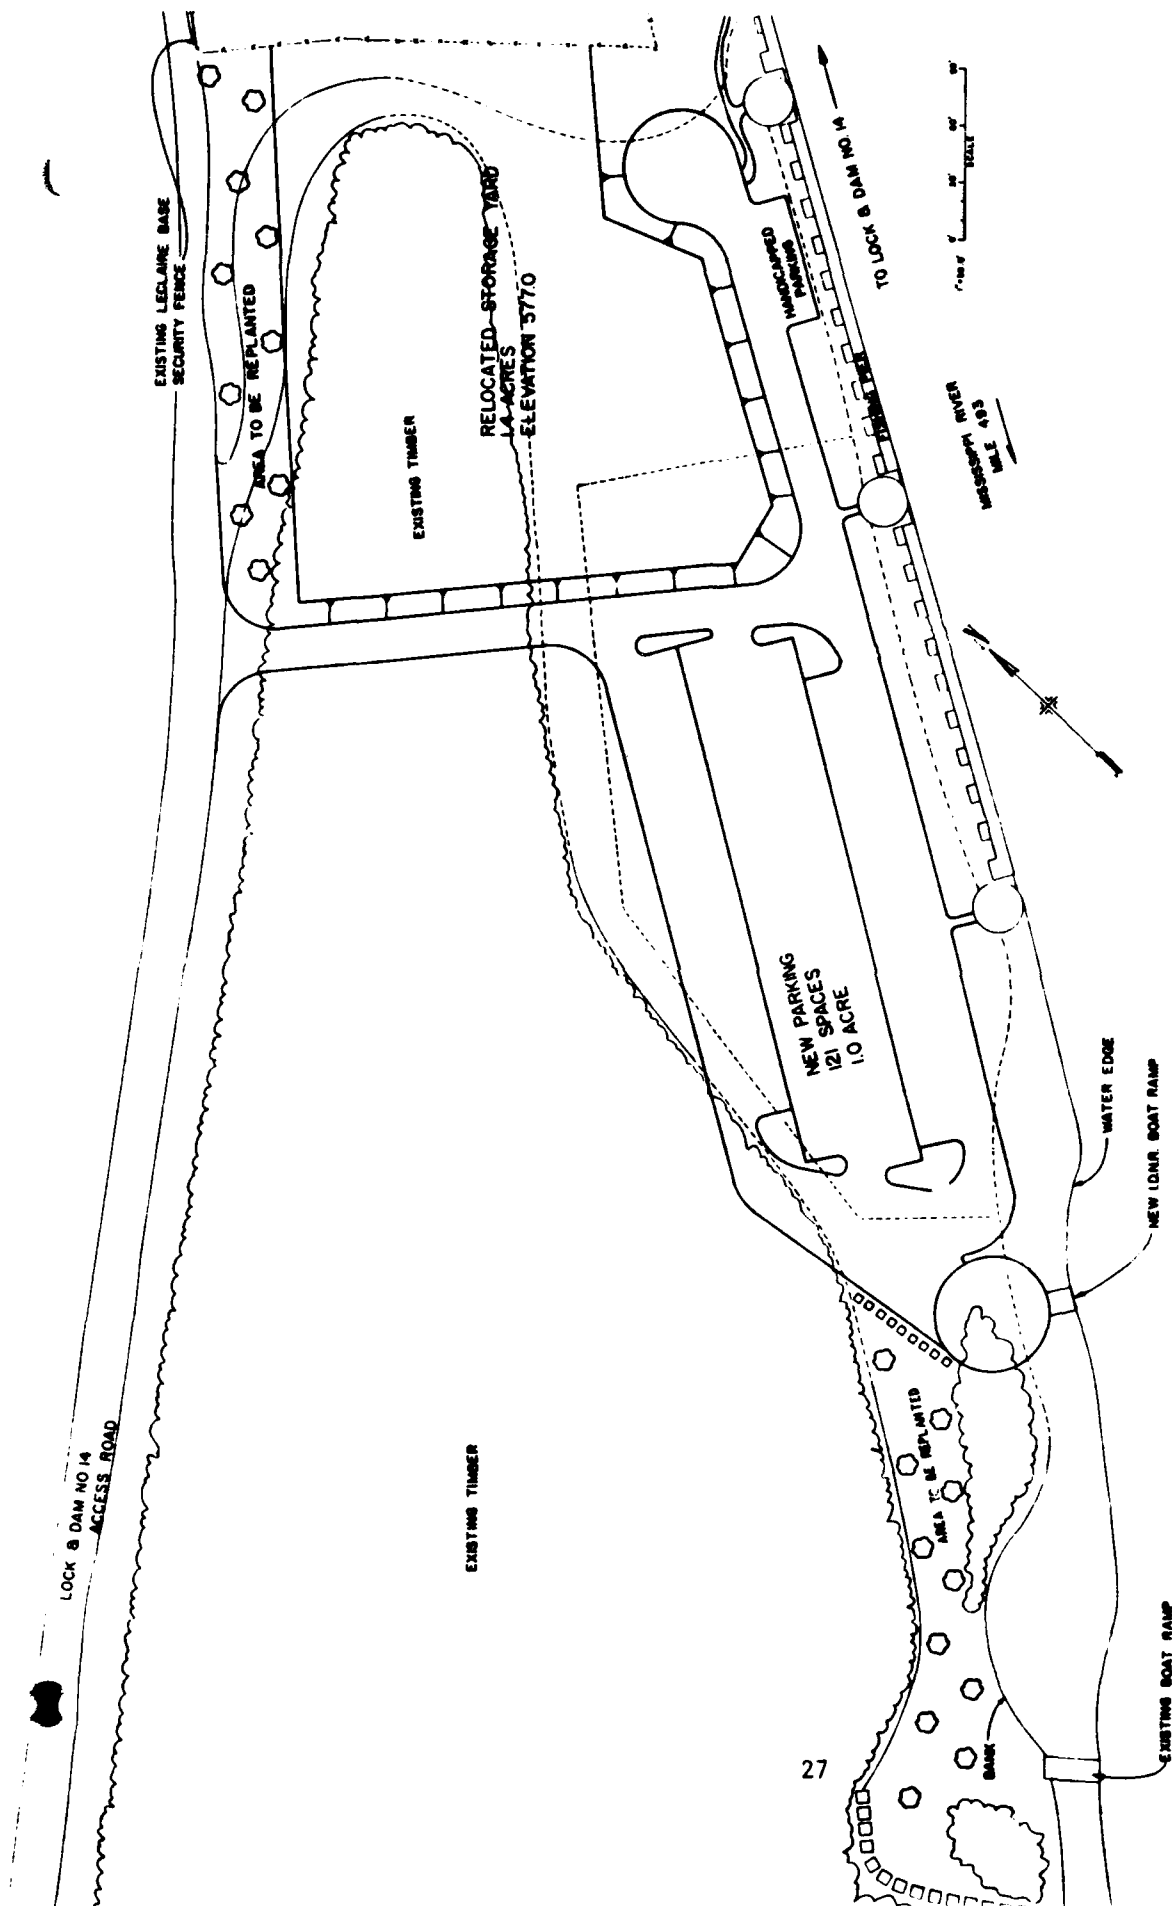 EXISTING LECLAIRE BASE
SECURITY FENCE
AREA TO BE REPLANTED
EXISTING TIMBER
RELOCATED STORAGE YARD
1.4 ACRES
ELEVATION 577.0
HANDICAPPED
PARKING
TO LOCK & DAM NO. 14
SCALE
FISHING PIER
MISSISSIPPI RIVER
MILE 493
NEW PARKING
121 SPACES
1.0 ACRE
WATER EDGE
NEW I.D.N.R. BOAT RAMP
LOCK & DAM NO 14
ACCESS ROAD
EXISTING TIMBER
AREA TO BE REPLANTED
BANK
EXISTING BOAT RAMP
27